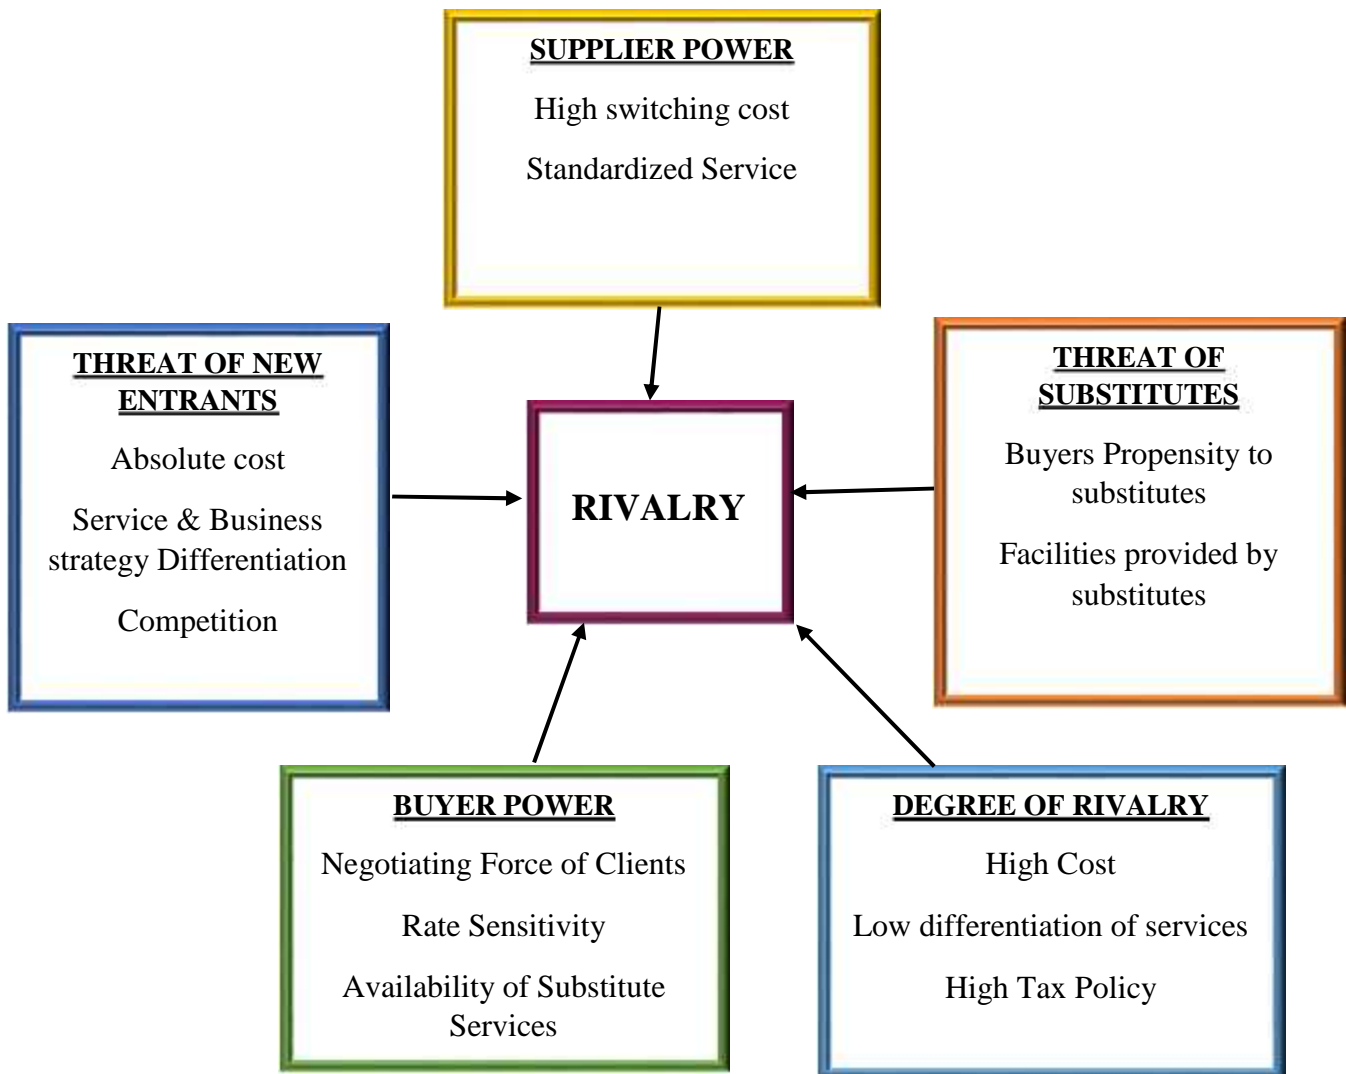 SUPPLIER POWER
High switching cost
Standardized Service
THREAT OF NEW
ENTRANTS
Absolute cost
Service & Business
strategy Differentiation
Competition
RIVALRY
THREAT OF
SUBSTITUTES
Buyers Propensity to
substitutes
Facilities provided by
substitutes
BUYER POWER
Negotiating Force of Clients
Rate Sensitivity
Availability of Substitute
Services
DEGREE OF RIVALRY
High Cost
Low differentiation of services
High Tax Policy